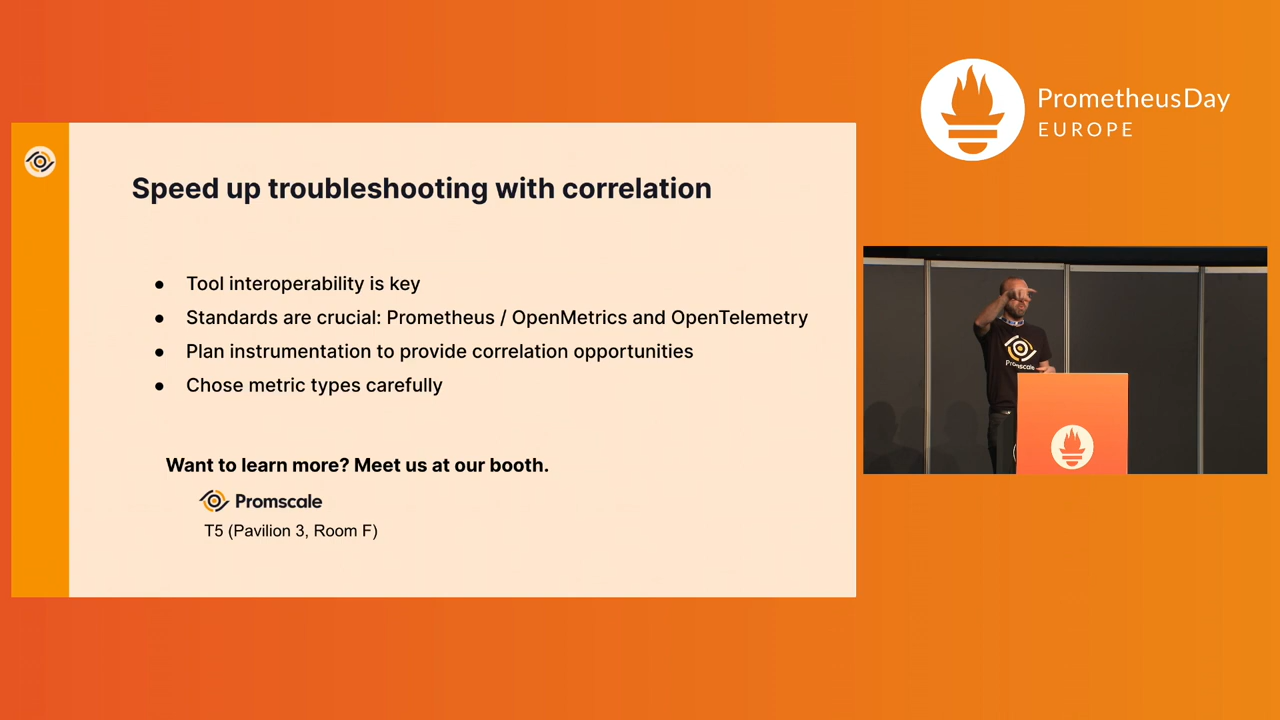 PrometheusDay
EUROPE
Speed up troubleshooting with correlation
● Tool interoperability is key
● Standards are crucial: Prometheus / OpenMetrics and OpenTelemetry
● Plan instrumentation to provide correlation opportunities
● Chose metric types carefully
Want to learn more? Meet us at our booth.
Promscale
T5 (Pavilion 3, Room F)
Promscale